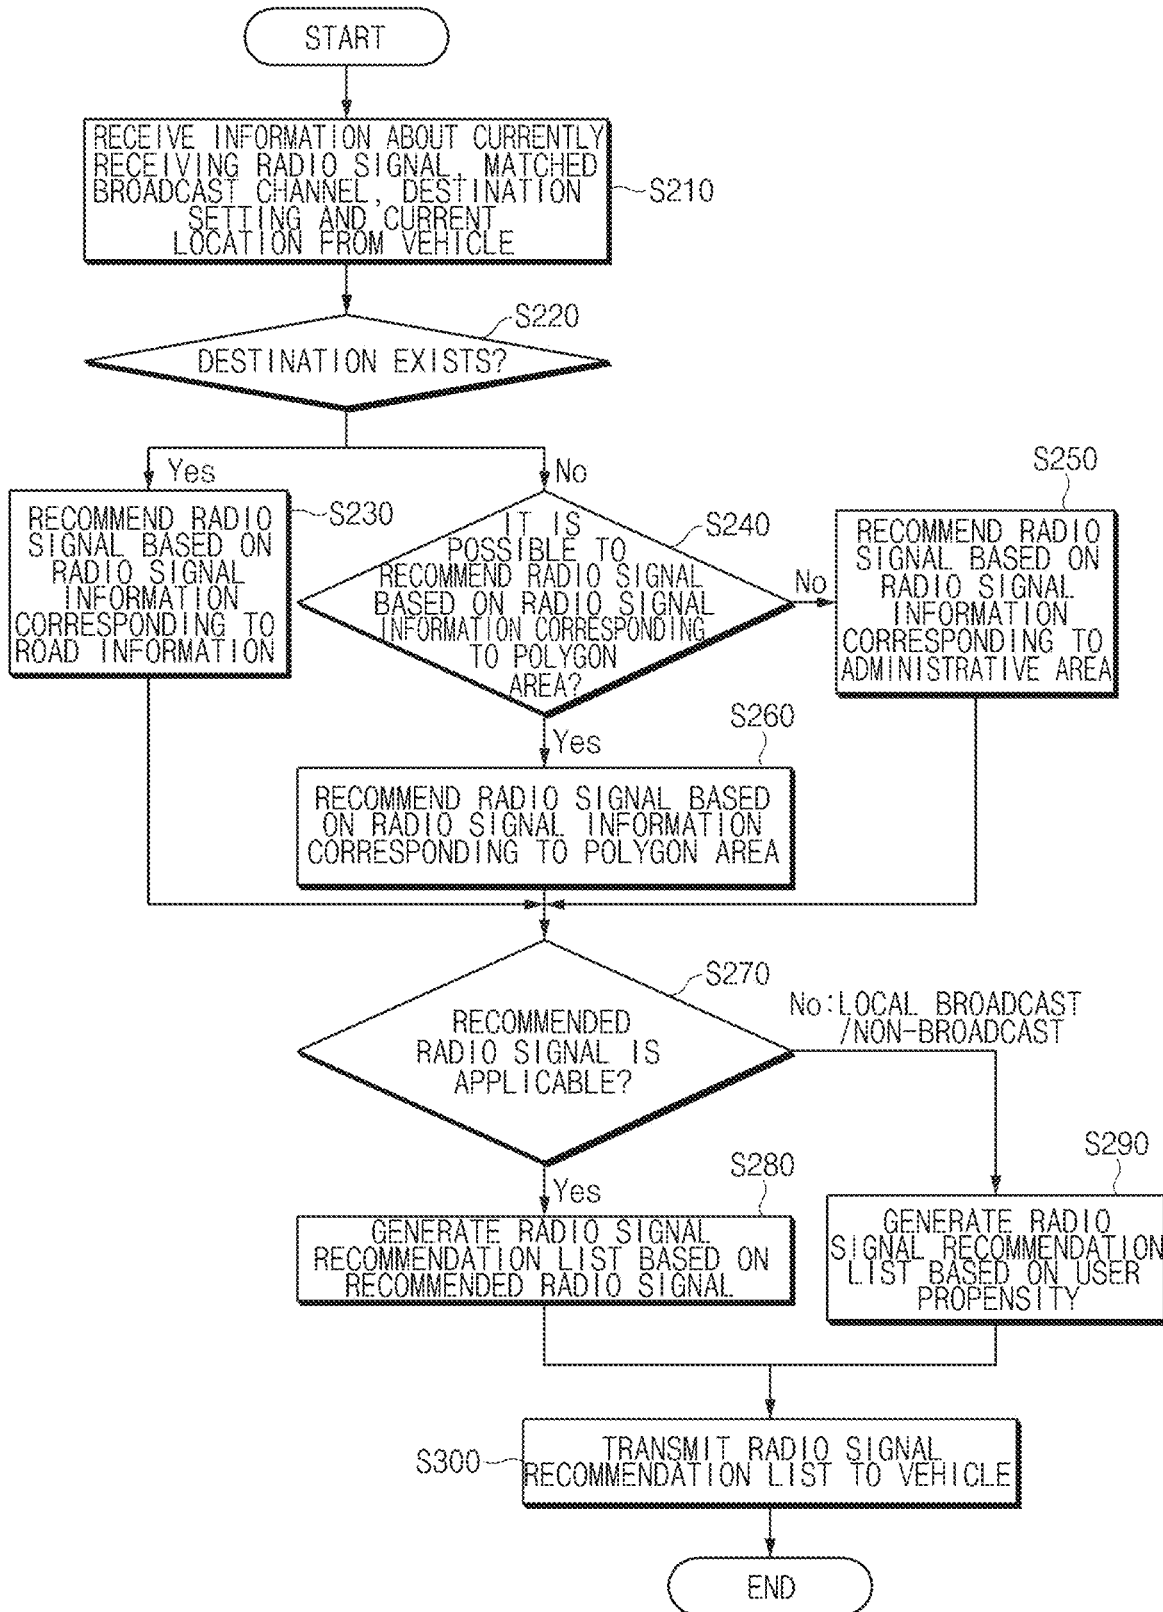 START
RECEIVE INFORMATION ABOUT CURRENTLY
RECEIVING RADIO SIGNAL, MATCHED
BROADCAST CHANNEL, DESTINATION
SETTING AND CURRENT
LOCATION FROM VEHICLE
S210
S220
DESTINATION EXISTS?
Yes
No
S230
RECOMMEND RADIO
SIGNAL BASED ON
RADIO SIGNAL
INFORMATION
CORRESPONDING TO
ROAD INFORMATION
S240
IT IS
POSSIBLE TO
RECOMMEND RADIO SIGNAL
BASED ON RADIO SIGNAL
INFORMATION CORRESPONDING
TO POLYGON
AREA?
No
S250
RECOMMEND RADIO
SIGNAL BASED ON
RADIO SIGNAL
INFORMATION
CORRESPONDING TO
ADMINISTRATIVE AREA
Yes
S260
RECOMMEND RADIO SIGNAL BASED
ON RADIO SIGNAL INFORMATION
CORRESPONDING TO POLYGON AREA
S270
RECOMMENDED
RADIO SIGNAL IS
APPLICABLE?
No:LOCAL BROADCAST
/NON-BROADCAST
Yes
S280
GENERATE RADIO SIGNAL
RECOMMENDATION LIST BASED ON
RECOMMENDED RADIO SIGNAL
S290
GENERATE RADIO
SIGNAL RECOMMENDATION
LIST BASED ON USER
PROPENSITY
S300
TRANSMIT RADIO SIGNAL
RECOMMENDATION LIST TO VEHICLE
END